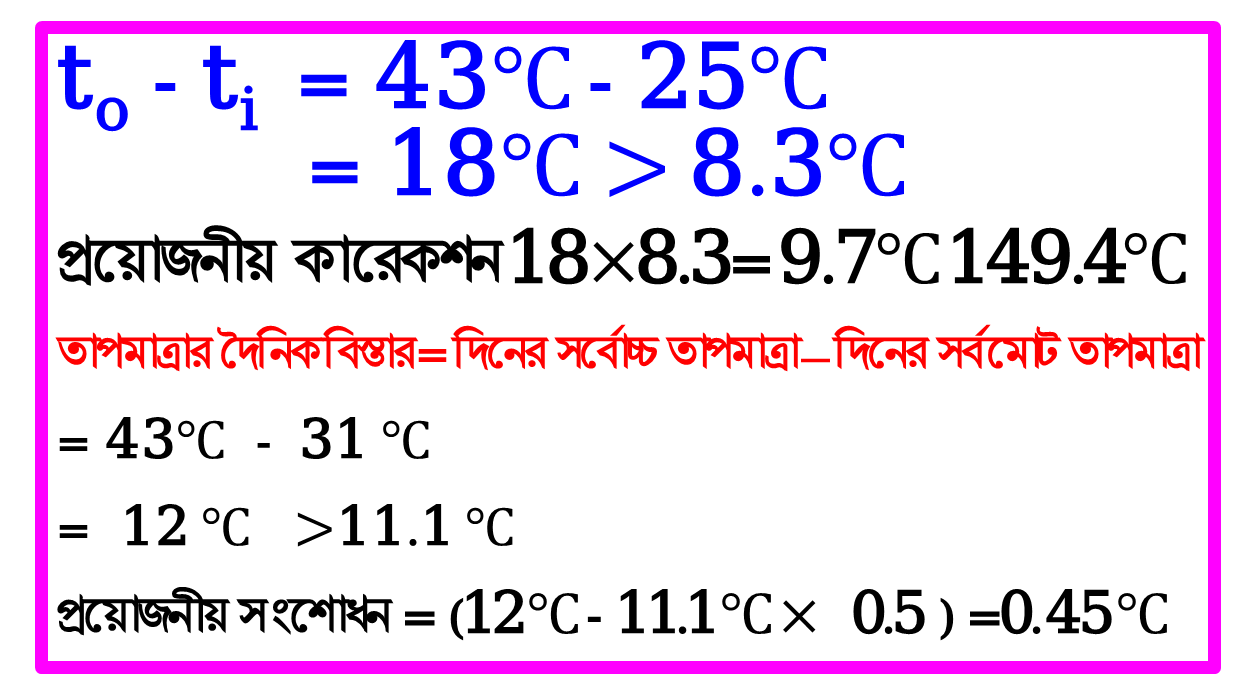 to - ti = 43°C - 25°C
= 18°C > 8.3°C
প্রয়োজনীয় কারেকশন 18×8.3=9.7°C 149.4°C
তাপমাত্রার দৈনিক বিস্তার= দিনের সর্বোচ্চ তাপমাত্রা–দিনের সর্বমোট তাপমাত্রা
= 43°C - 31 °C
= 12 °C >11.1 °C
প্রয়োজনীয় সংশোধন = (12°C- 11.1°C× 0.5 ) =0.45°C